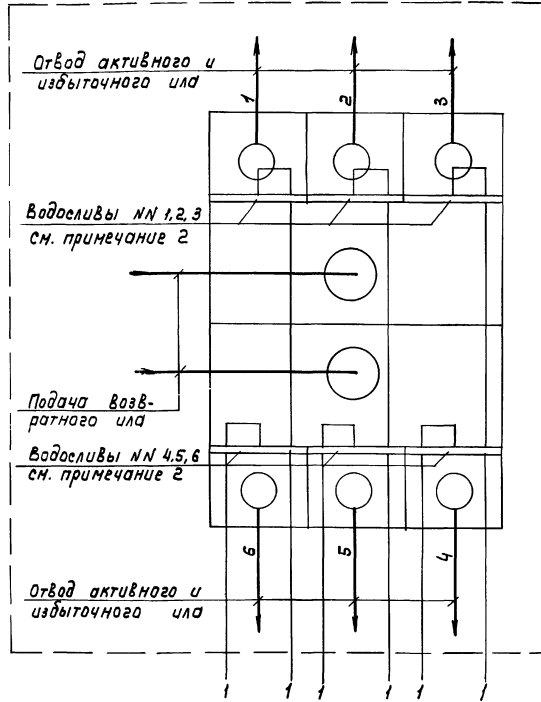 Отвод активного и
избыточного ила
1
2
3
Водосливы NN 1,2,3
см. примечание 2
Подача возв-
ратного ила
Водосливы NN 4,5,6
см. примечание 2
6
5
4
Отвод активного и
избыточного ила
1 1 1 1 1 1